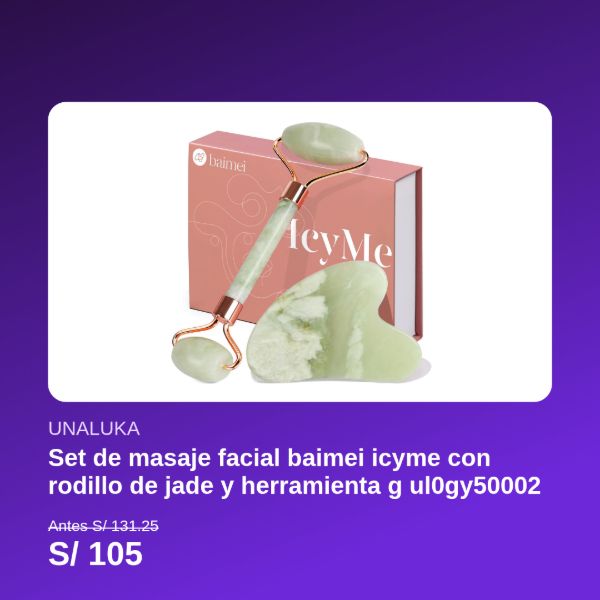 baimei
IcyMe
UNALUKA
Set de masaje facial baimei icyme con
rodillo de jade y herramienta g ul0gy50002
Antes S/ 131.25
S/ 105